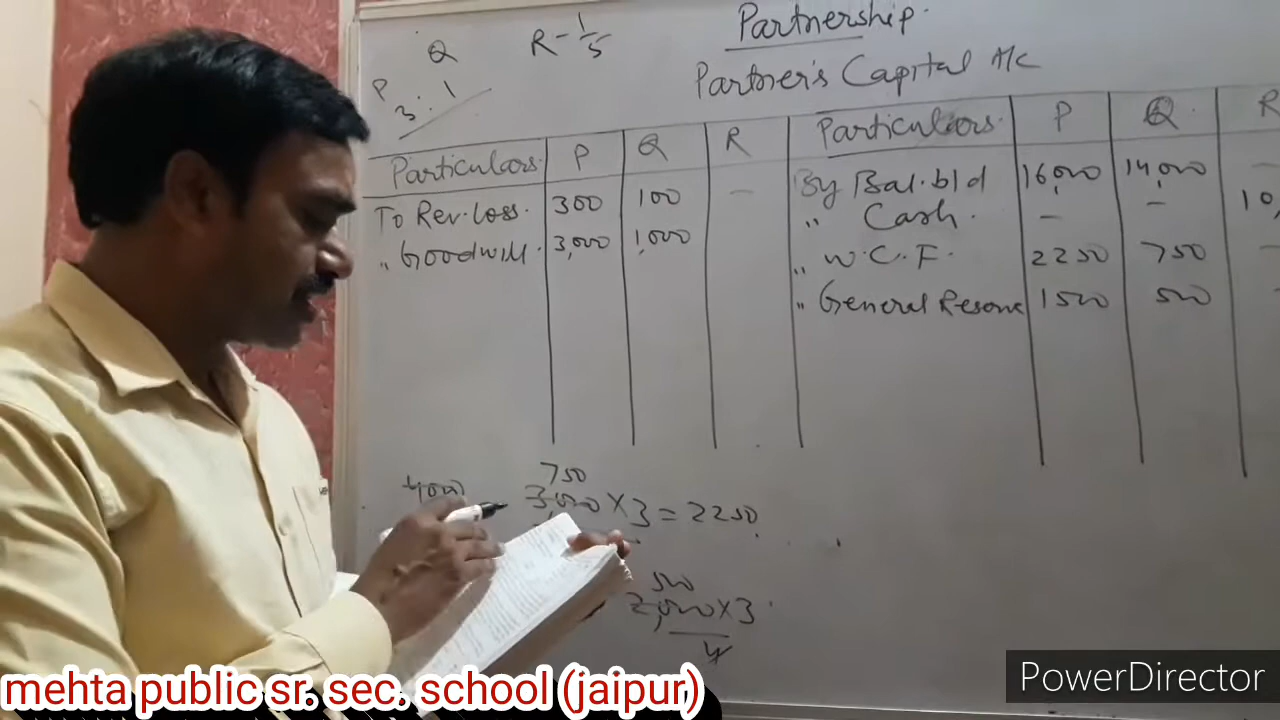 Partnership.
Q R - 1/5
P
3 : 1
Partner's Capital A/c
Particulars. P Q R Particulars. P Q R
To Rev. Loss. 300 100 — By Bal. b/d 16,000 14,000 —
" Goodwill. 3,000 1,000 " Cash. — — 10,
" W.C.F. 2250 750 —
" General Reserve 1500 500 -
750
4000 3,000 X 3 = 2250
500
2,000 X 3
4
mehta public sr. sec. school (jaipur)
PowerDirector